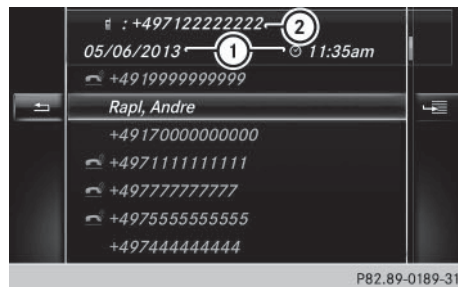 : +497122222222 2
05/06/2013 1 11:35am
+4919999999999
Rapl, Andre
+49170000000000
+4971111111111
+497777777777
+4975555555555
+497444444444
P82.89-0189-31